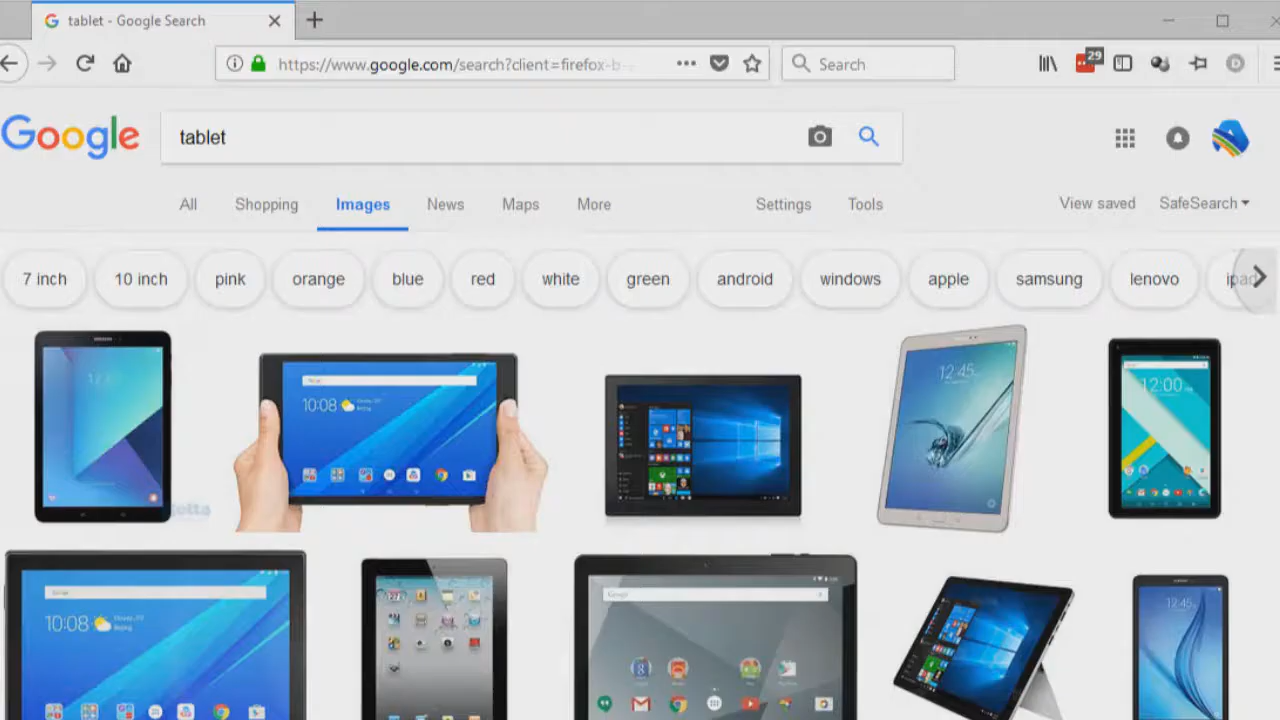 tablet - Google Search
https://www.google.com/search?client=firefox-b-
Search
29
Google
tablet
All Shopping Images News Maps More Settings Tools View saved SafeSearch
7 inch 10 inch pink orange blue red white green android windows apple samsung lenovo
12:45
10:08
12:00
10:08
Google
12:45